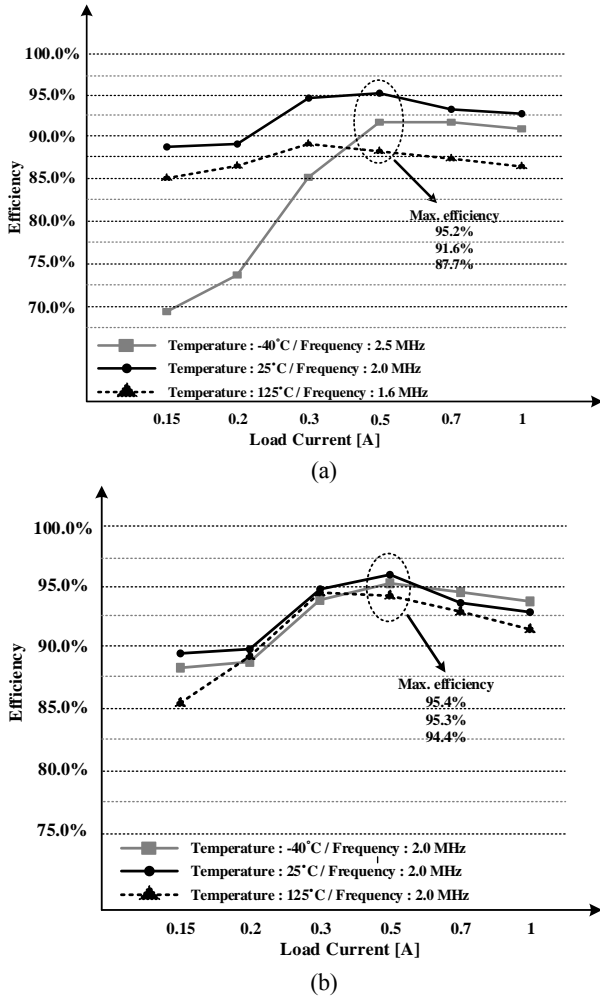 100.0%
95.0%
90.0%
85.0%
80.0%
75.0%
70.0%
Efficiency
Max. efficiency
95.2%
91.6%
87.7%
Temperature : -40°C / Frequency : 2.5 MHz
Temperature : 25°C / Frequency : 2.0 MHz
Temperature : 125°C / Frequency : 1.6 MHz
0.15 0.2 0.3 0.5 0.7 1
Load Current [A]
(a)
100.0%
95.0%
90.0%
85.0%
80.0%
75.0%
Efficiency
Max. efficiency
95.4%
95.3%
94.4%
Temperature : -40°C / Frequency : 2.0 MHz
Temperature : 25°C / Frequency : 2.0 MHz
Temperature : 125°C / Frequency : 2.0 MHz
0.15 0.2 0.3 0.5 0.7 1
Load Current [A]
(b)